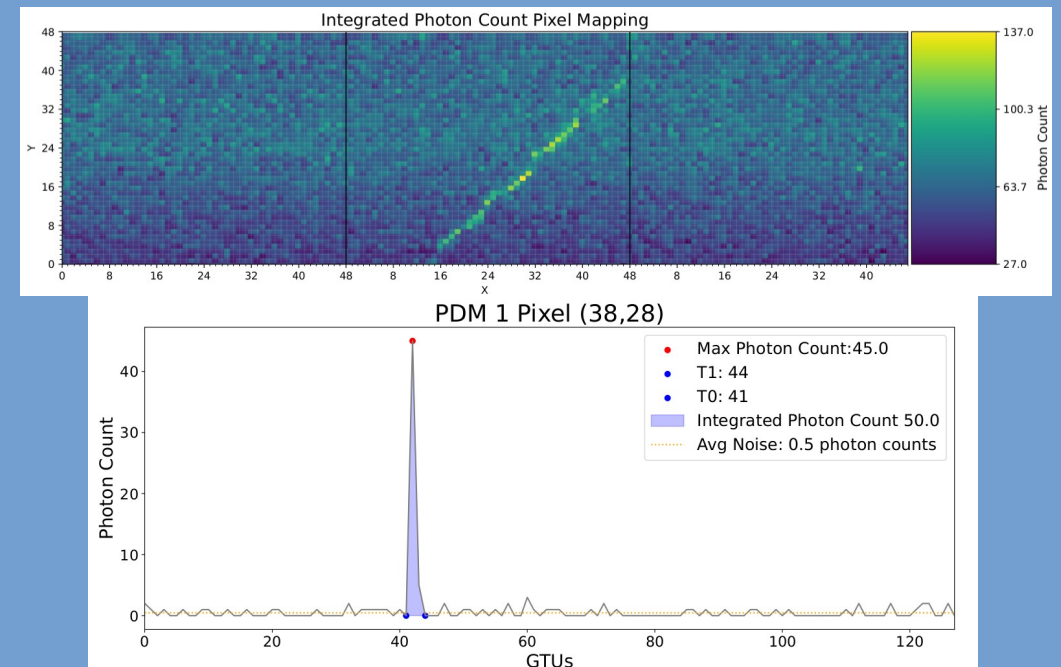 Integrated Photon Count Pixel Mapping
48
40
32
24
16
8
0
Y
0 8 16 24 32 40 48 8 16 24 32 40 48 8 16 24 32 40
X
137.0
100.3
63.7
27.0
Photon Count
PDM 1 Pixel (38,28)
Max Photon Count:45.0
T1: 44
T0: 41
Integrated Photon Count 50.0
Avg Noise: 0.5 photon counts
40
30
20
10
0
Photon Count
0 20 40 60 80 100 120
GTUs